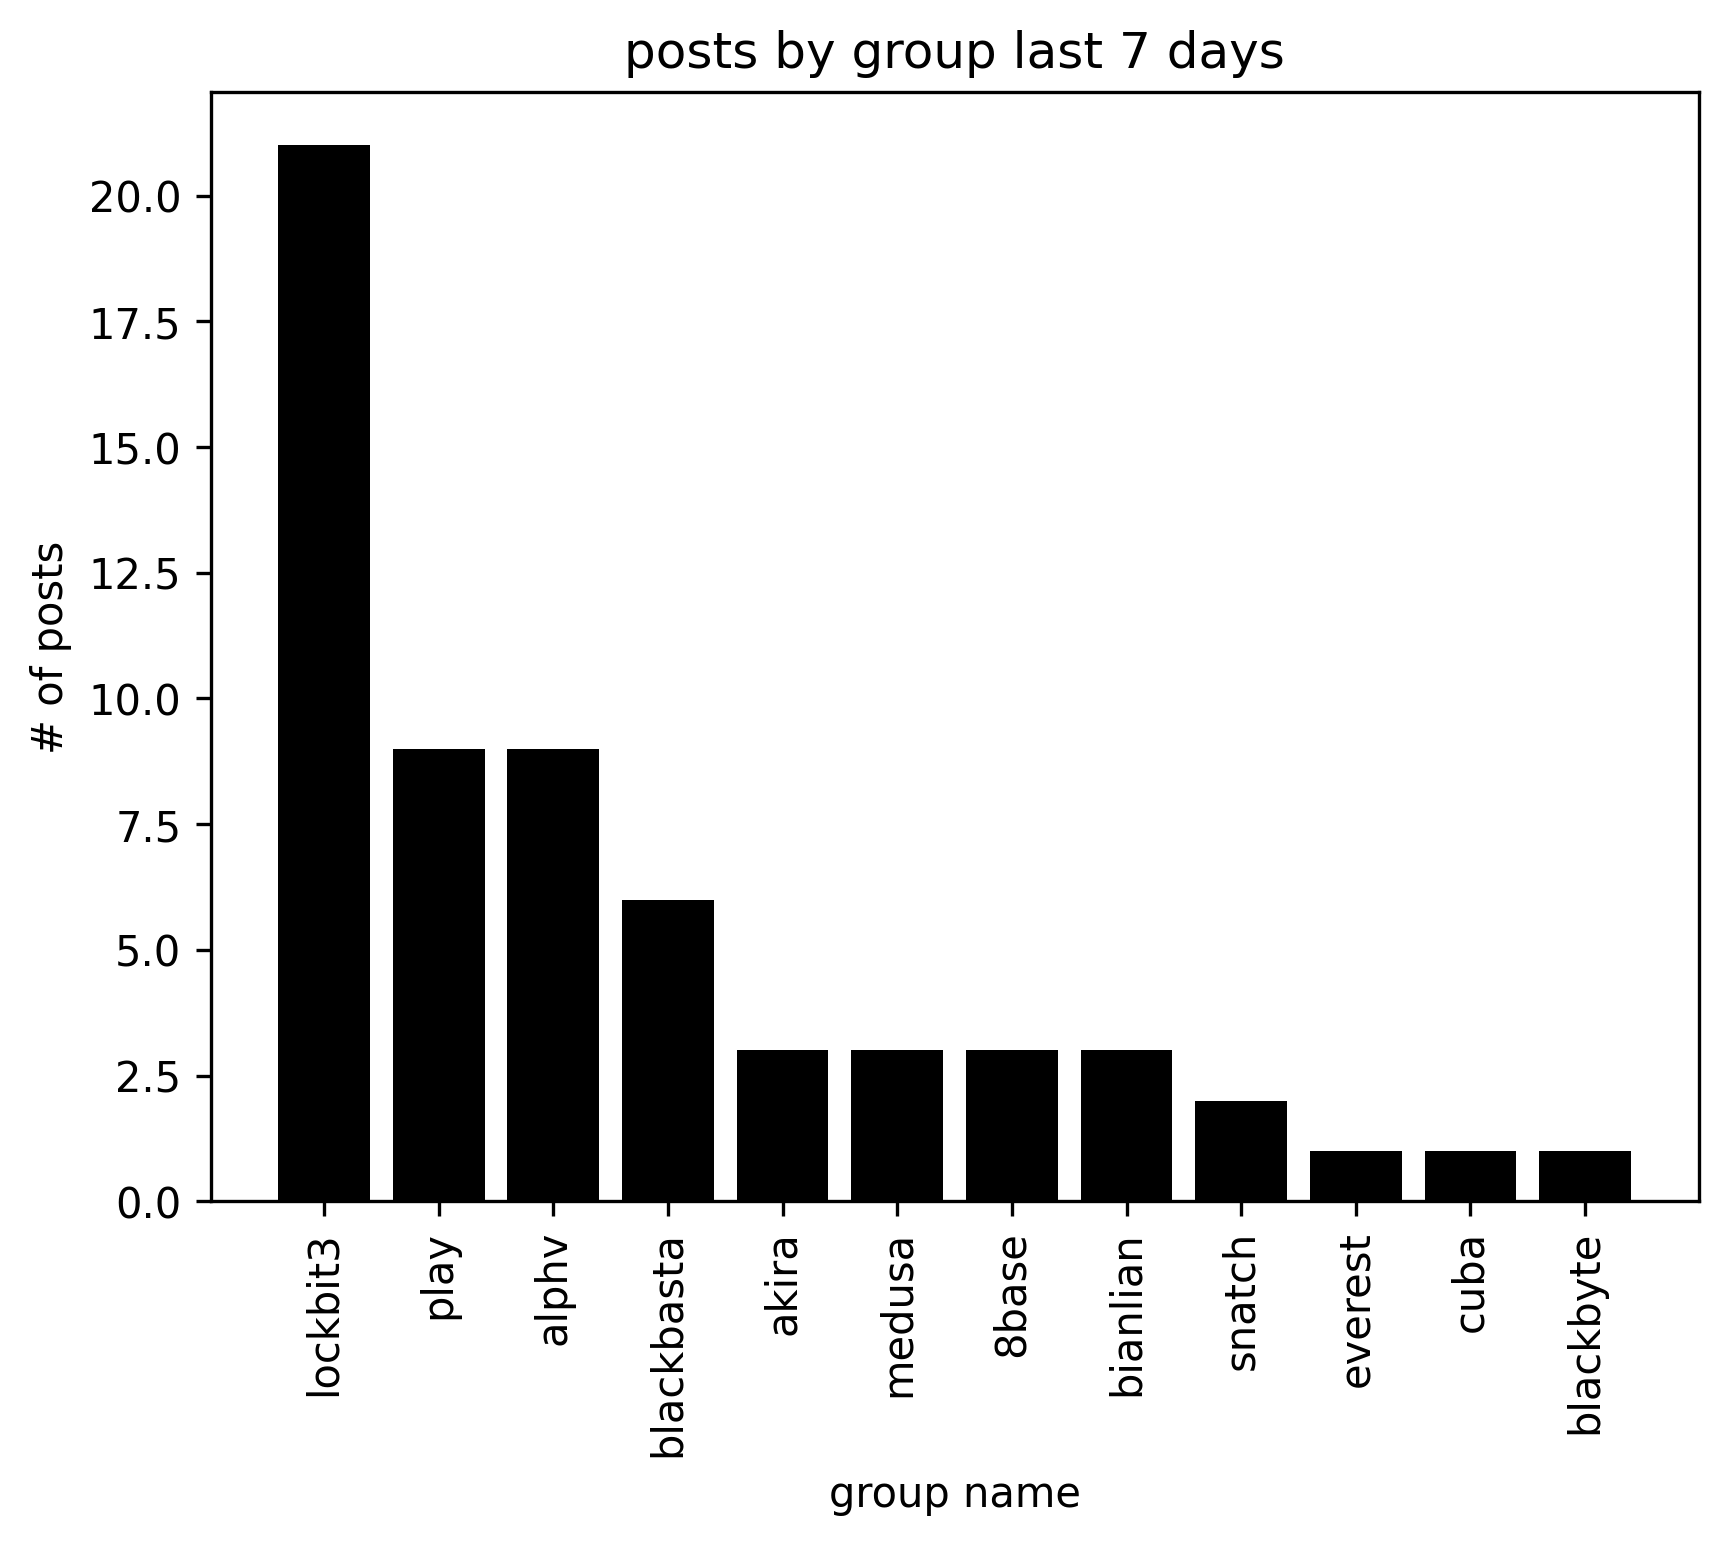 posts by group last 7 days
# of posts
20.0
17.5
15.0
12.5
10.0
7.5
5.0
2.5
0.0
lockbit3
play
alphv
blackbasta
akira
medusa
8base
bianlian
snatch
everest
cuba
blackbyte
group name